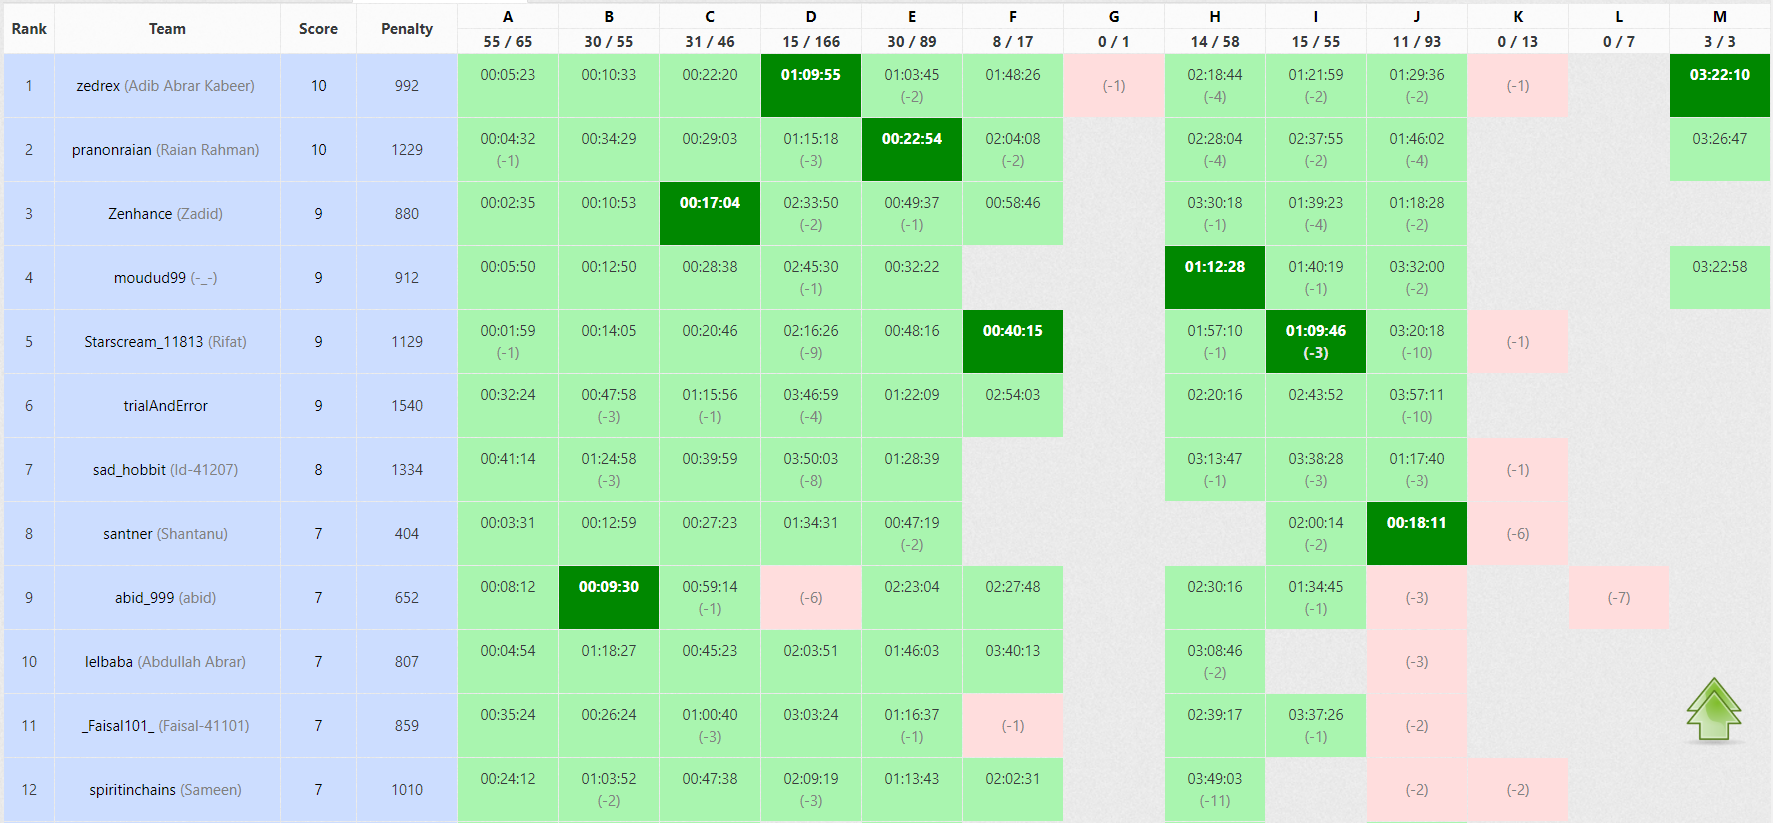 Rank Team Score Penalty A B C D E F G H I J K L M
55 / 65 30 / 55 31 / 46 15 / 166 30 / 89 8 / 17 0 / 1 14 / 58 15 / 55 11 / 93 0 / 13 0 / 7 3 / 3
1 zedrex (Adib Abrar Kabeer) 10 992 00:05:23 00:10:33 00:22:20 01:09:55 01:03:45 01:48:26 (-1) 02:18:44 01:21:59 01:29:36 (-1) 03:22:10
(-2) (-4) (-2) (-2)
2 pranonraian (Raian Rahman) 10 1229 00:04:32 00:34:29 00:29:03 01:15:18 00:22:54 02:04:08 02:28:04 02:37:55 01:46:02 03:26:47
(-1) (-3) (-2) (-4) (-2) (-4)
3 Zenhance (Zadid) 9 880 00:02:35 00:10:53 00:17:04 02:33:50 00:49:37 00:58:46 03:30:18 01:39:23 01:18:28
(-2) (-1) (-1) (-4) (-2)
4 moudud99 (-_-) 9 912 00:05:50 00:12:50 00:28:38 02:45:30 00:32:22 01:12:28 01:40:19 03:32:00 03:22:58
(-1) (-1) (-2)
5 Starscream_11813 (Rifat) 9 1129 00:01:59 00:14:05 00:20:46 02:16:26 00:48:16 00:40:15 01:57:10 01:09:46 03:20:18 (-1)
(-1) (-9) (-1) (-3) (-10)
6 trialAndError 9 1540 00:32:24 00:47:58 01:15:56 03:46:59 01:22:09 02:54:03 02:20:16 02:43:52 03:57:11
(-3) (-1) (-4) (-10)
7 sad_hobbit (Id-41207) 8 1334 00:41:14 01:24:58 00:39:59 03:50:03 01:28:39 03:13:47 03:38:28 01:17:40 (-1)
(-3) (-8) (-1) (-3) (-3)
8 santner (Shantanu) 7 404 00:03:31 00:12:59 00:27:23 01:34:31 00:47:19 02:00:14 00:18:11 (-6)
(-2) (-2)
9 abid_999 (abid) 7 652 00:08:12 00:09:30 00:59:14 (-6) 02:23:04 02:27:48 02:30:16 01:34:45 (-3) (-7)
(-1) (-1)
10 lelbaba (Abdullah Abrar) 7 807 00:04:54 01:18:27 00:45:23 02:03:51 01:46:03 03:40:13 03:08:46 (-3)
(-2)
11 _Faisal101_ (Faisal-41101) 7 859 00:35:24 00:26:24 01:00:40 03:03:24 01:16:37 (-1) 02:39:17 03:37:26 (-2)
(-3) (-1) (-1)
12 spiritinchains (Sameen) 7 1010 00:24:12 01:03:52 00:47:38 02:09:19 01:13:43 02:02:31 03:49:03 (-2) (-2)
(-2) (-3) (-11)